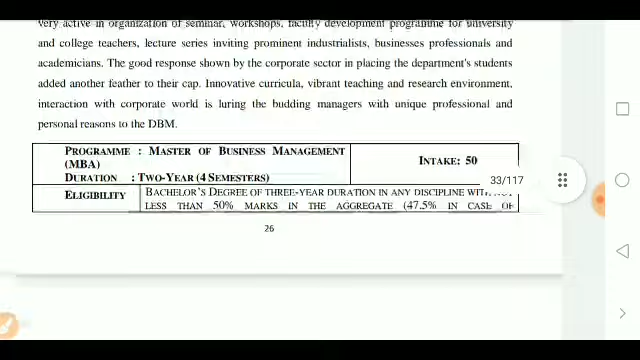 very active in organization of seminar, workshops, faculty development programme for university
and college teachers, lecture series inviting prominent industrialists, businesses professionals and
academicians. The good response shown by the corporate sector in placing the department's students
added another feather to their cap. Innovative curricula, vibrant teaching and research environment,
interaction with corporate world is luring the budding managers with unique professional and
personal reasons to the DBM.
PROGRAMME : MASTER OF BUSINESS MANAGEMENT
(MBA)
DURATION : TWO-YEAR (4 SEMESTERS)
INTAKE: 50
33/117
ELIGIBILITY
BACHELOR'S DEGREE OF THREE-YEAR DURATION IN ANY DISCIPLINE
LESS THAN 50% MARKS IN THE AGGREGATE (47.5% IN CASE OF
26